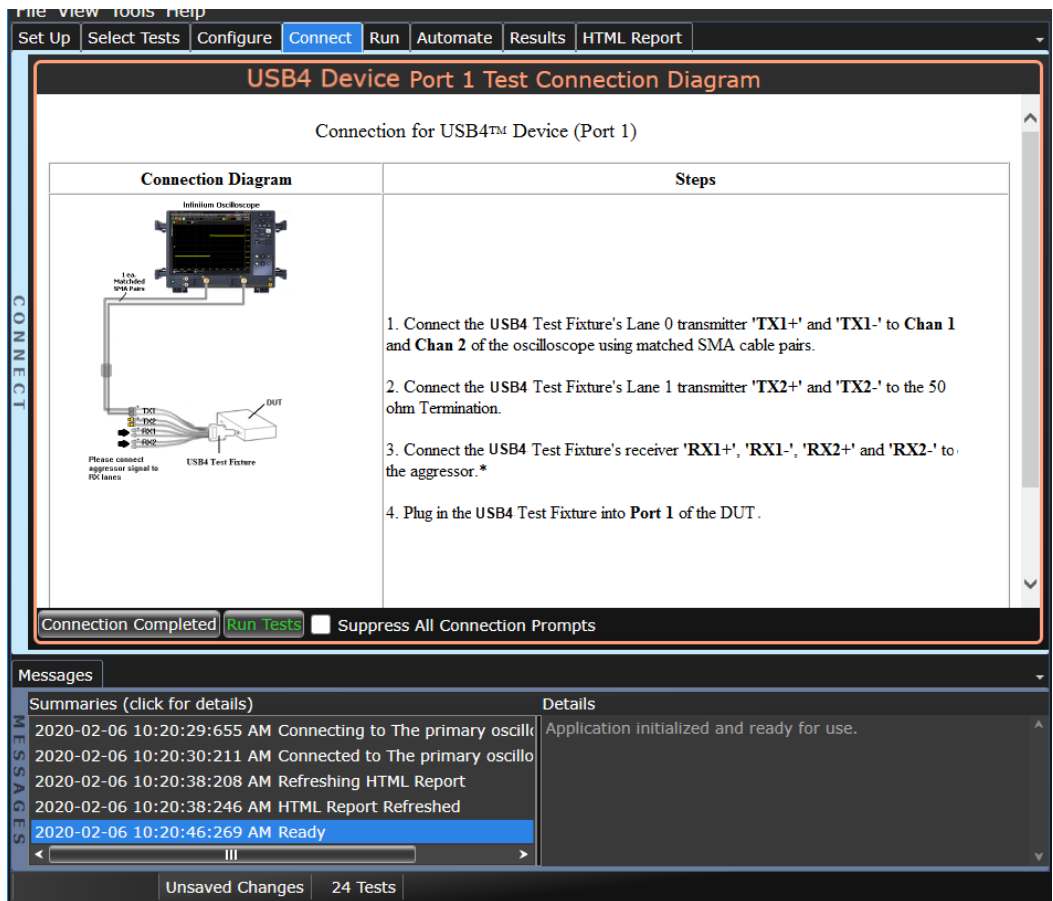 File View Tools Help
Set Up Select Tests Configure Connect Run Automate Results HTML Report
USB4 Device Port 1 Test Connection Diagram
Connection for USB4™ Device (Port 1)
Connection Diagram
Steps
Infiniium Oscilloscope
1 ea.
Matchded
SMA Pairs
TX1
TX2
RX1
RX2
DUT
Please connect
aggressor signal to
RX lanes
USB4 Test Fixture
1. Connect the USB4 Test Fixture's Lane 0 transmitter 'TX1+' and 'TX1-' to Chan 1
and Chan 2 of the oscilloscope using matched SMA cable pairs.
2. Connect the USB4 Test Fixture's Lane 1 transmitter 'TX2+' and 'TX2-' to the 50
ohm Termination.
3. Connect the USB4 Test Fixture's receiver 'RX1+', 'RX1-', 'RX2+' and 'RX2-' to
the aggressor.*
4. Plug in the USB4 Test Fixture into Port 1 of the DUT.
CONNECT
Connection Completed Run Tests Suppress All Connection Prompts
Messages
MESSAGES
Summaries (click for details)
2020-02-06 10:20:29:655 AM Connecting to The primary
2020-02-06 10:20:30:211 AM Connected to The primary
2020-02-06 10:20:38:208 AM Refreshing HTML Report
2020-02-06 10:20:38:246 AM HTML Report Refreshed
2020-02-06 10:20:46:269 AM Ready
Details
Application initialized and ready for use.
Unsaved Changes 24 Tests